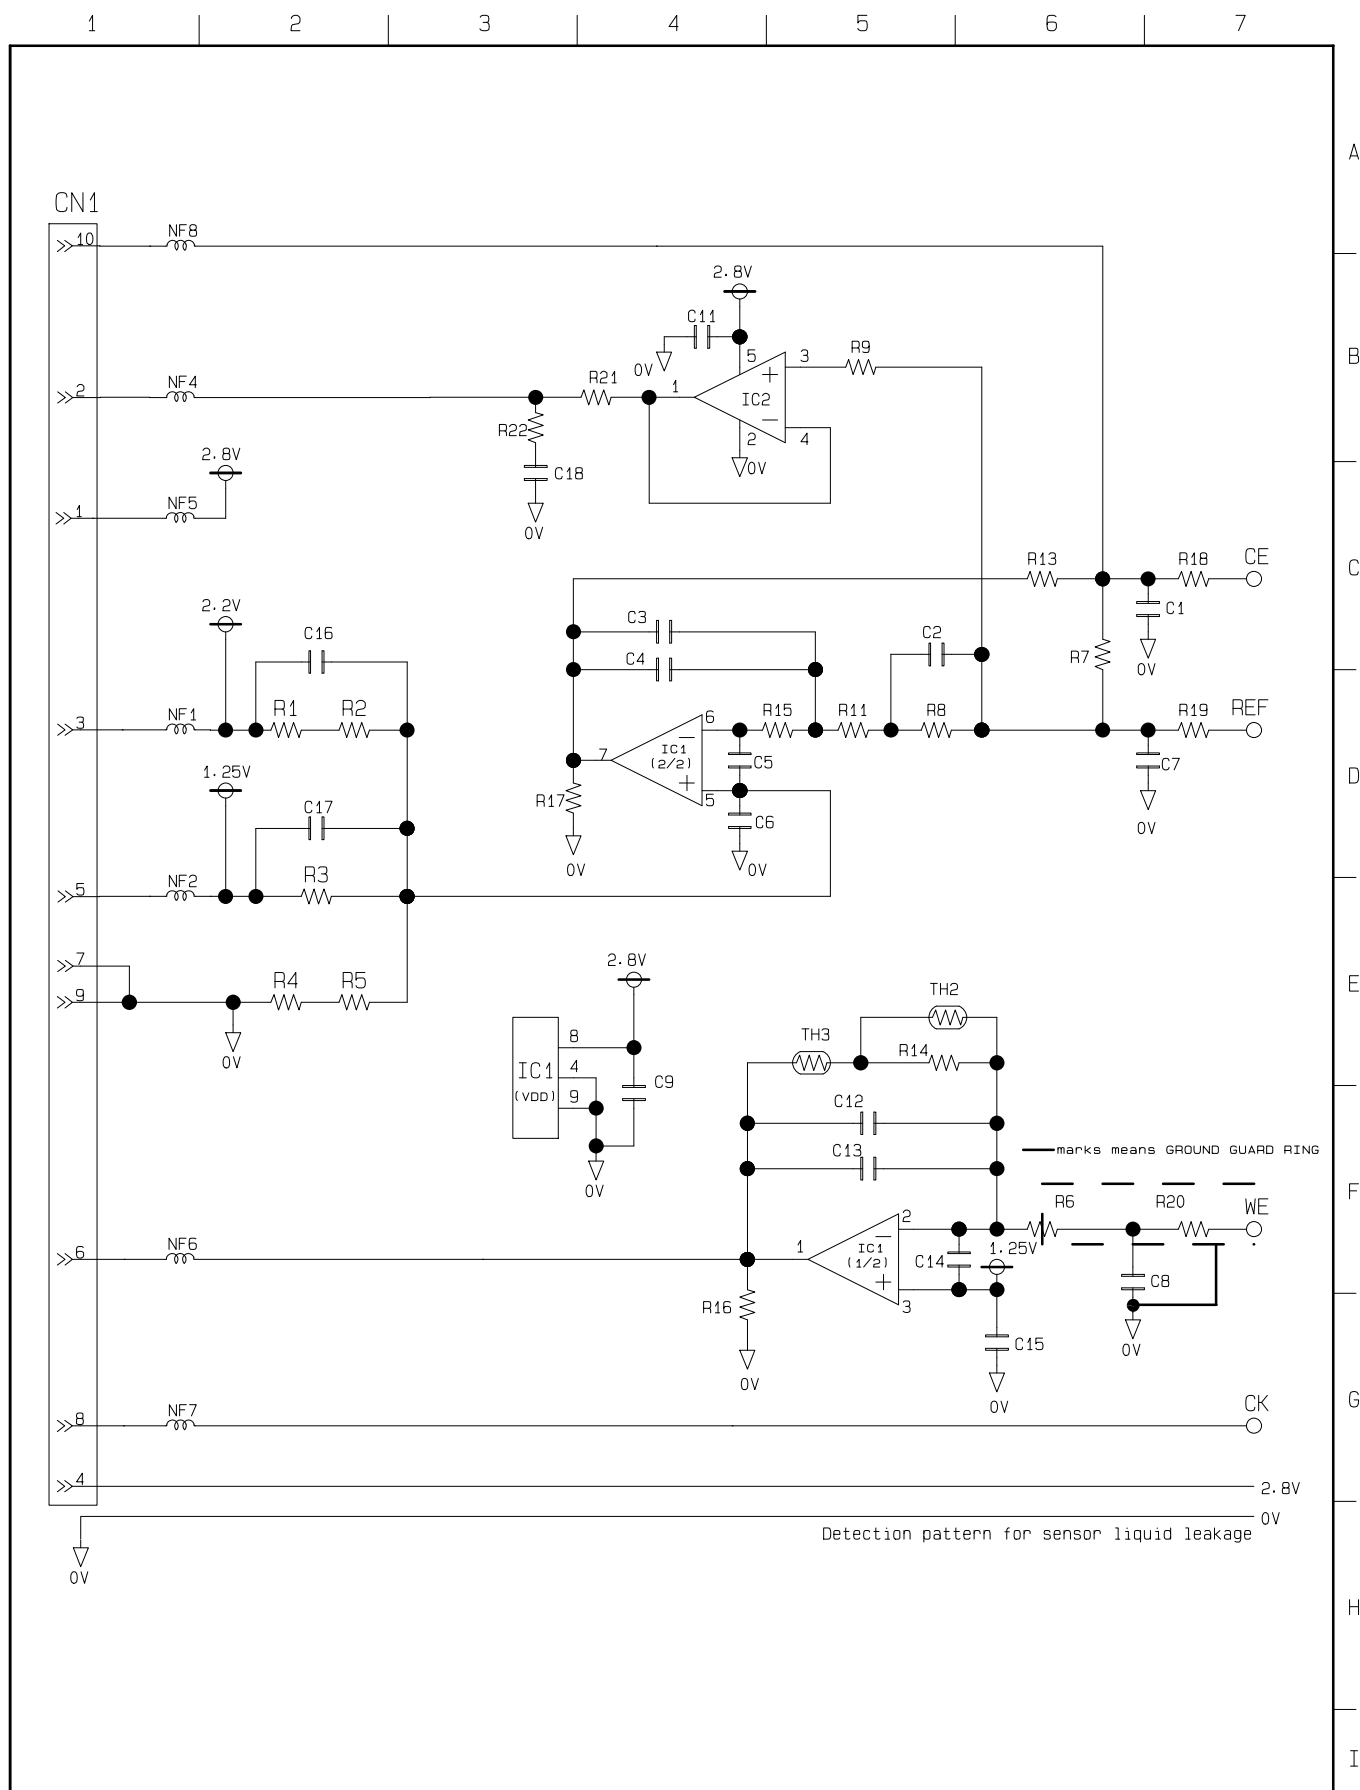 1 2 3 4 5 6 7
A
CN1
NF8
10
2.8V
C11
B
5 3 R9
0V
R21 1 + IC2
NF4
2
R22
− 2 4
2.8V
C18 0V
NF5
1
0V
R13 R18 CE
C
2.2V
C3 C2 C1
C16
C4 R7 0V
NF1 R1 R2 6 R15 R11 R8 R19 REF
3
− IC1 (2/2) C5 C7
7
1.25V
D
+ 5
R17 C6
C17
0V
0V 0V
NF2 R3
5
7
2.8V
R4 R5
9
E
TH2
0V
TH3
8 R14
IC1 4 C9
(VDD) 9
C12
C13
marks means GROUND GUARD RING
0V
F
R6 R20 WE
2 −
NF6 1 IC1 (1/2) C14 1.25V
6
+ C8
3
R16
C15 0V
0V
0V
G
NF7 CK
8
4
2.8V
0V
Detection pattern for sensor liquid leakage
0V
H
I